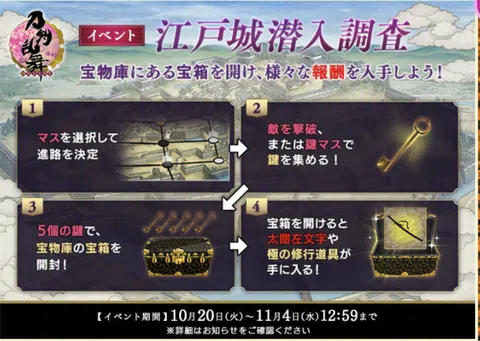 刀剣乱舞
イベント 江戸城潜入調査
宝物庫にある宝箱を開け、様々な報酬を入手しよう!
1
マスを選択して
進路を決定
2
敵を撃破、
または鍵マスで
鍵を集める!
3
5個の鍵で、
宝物庫の宝箱を
開封!
4
宝箱を開けると
太閤左文字や
極の修行道具が
手に入る!
【イベント期間】10月20日(火)〜11月4日(水)12:59まで
※詳細はお知らせをご確認ください